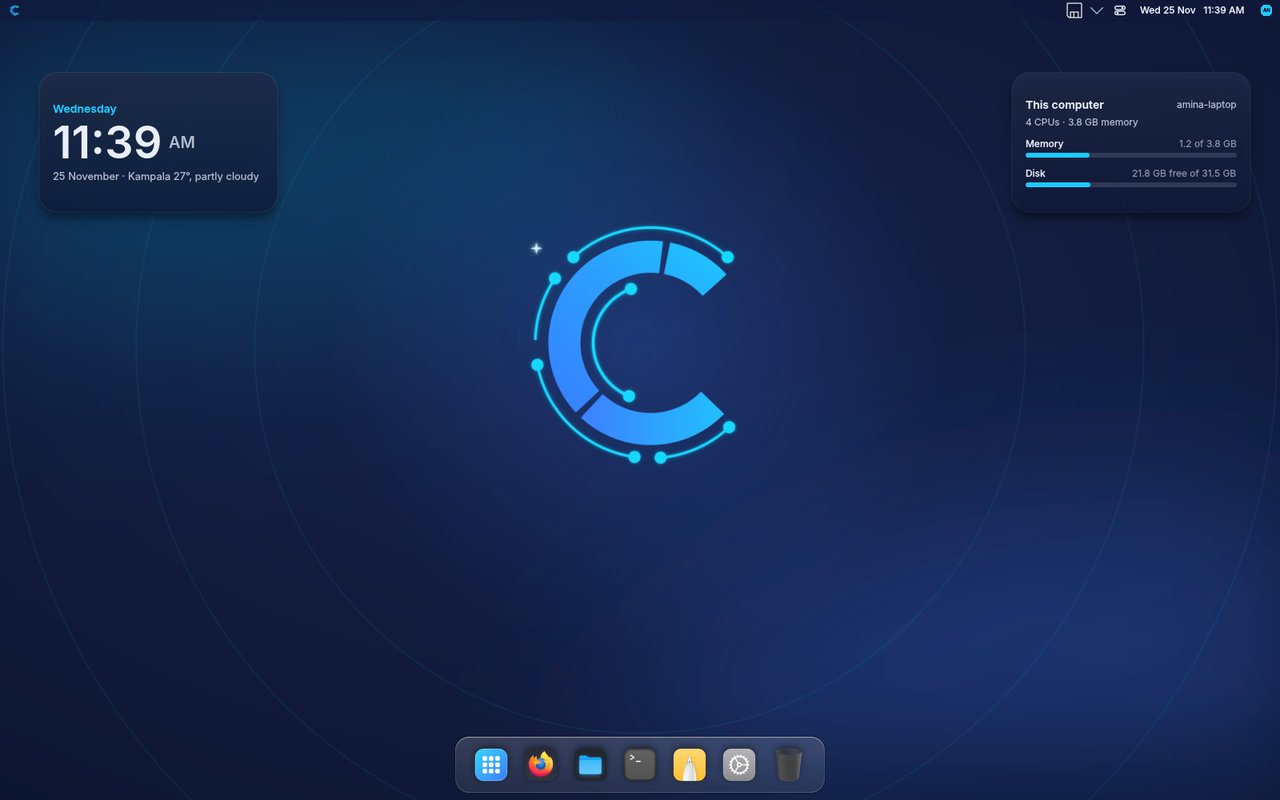 Wed 25 Nov 11:39 AM
Wednesday
11:39 AM
25 November · Kampala 27°, partly cloudy
This computer amina-laptop
4 CPUs · 3.8 GB memory
Memory 1.2 of 3.8 GB
Disk 21.8 GB free of 31.5 GB
>_